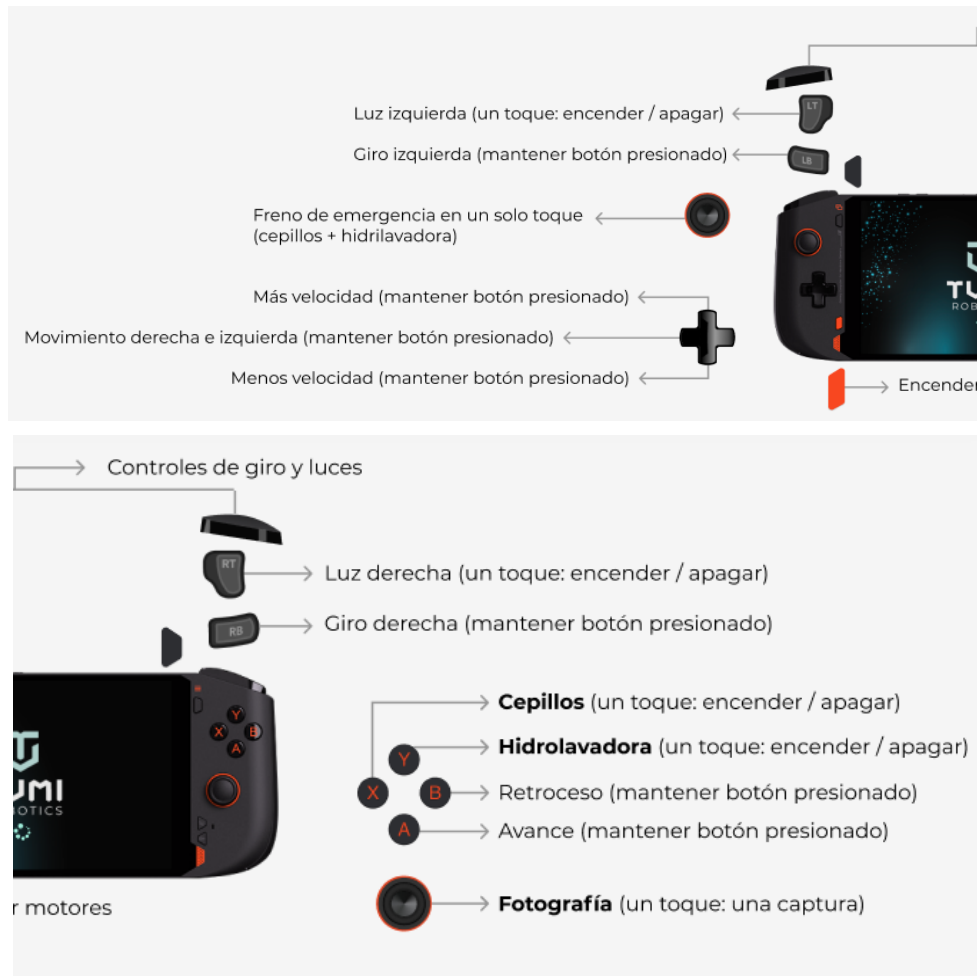 LT
Luz izquierda (un toque: encender / apagar)
LB
Giro izquierda (mantener botón presionado)
Freno de emergencia en un solo toque
(cepillos + hidrilavadora)
Más velocidad (mantener botón presionado)
Movimiento derecha e izquierda (mantener botón presionado)
Menos velocidad (mantener botón presionado)
TU
ROB
Encender
Controles de giro y luces
RT
Luz derecha (un toque: encender / apagar)
RB
Giro derecha (mantener botón presionado)
Y
X B
A
UMI
BOTICS
Cepillos (un toque: encender / apagar)
Hidrolavadora (un toque: encender / apagar)
Y
X B
Retroceso (mantener botón presionado)
A
Avance (mantener botón presionado)
Fotografía (un toque: una captura)
r motores